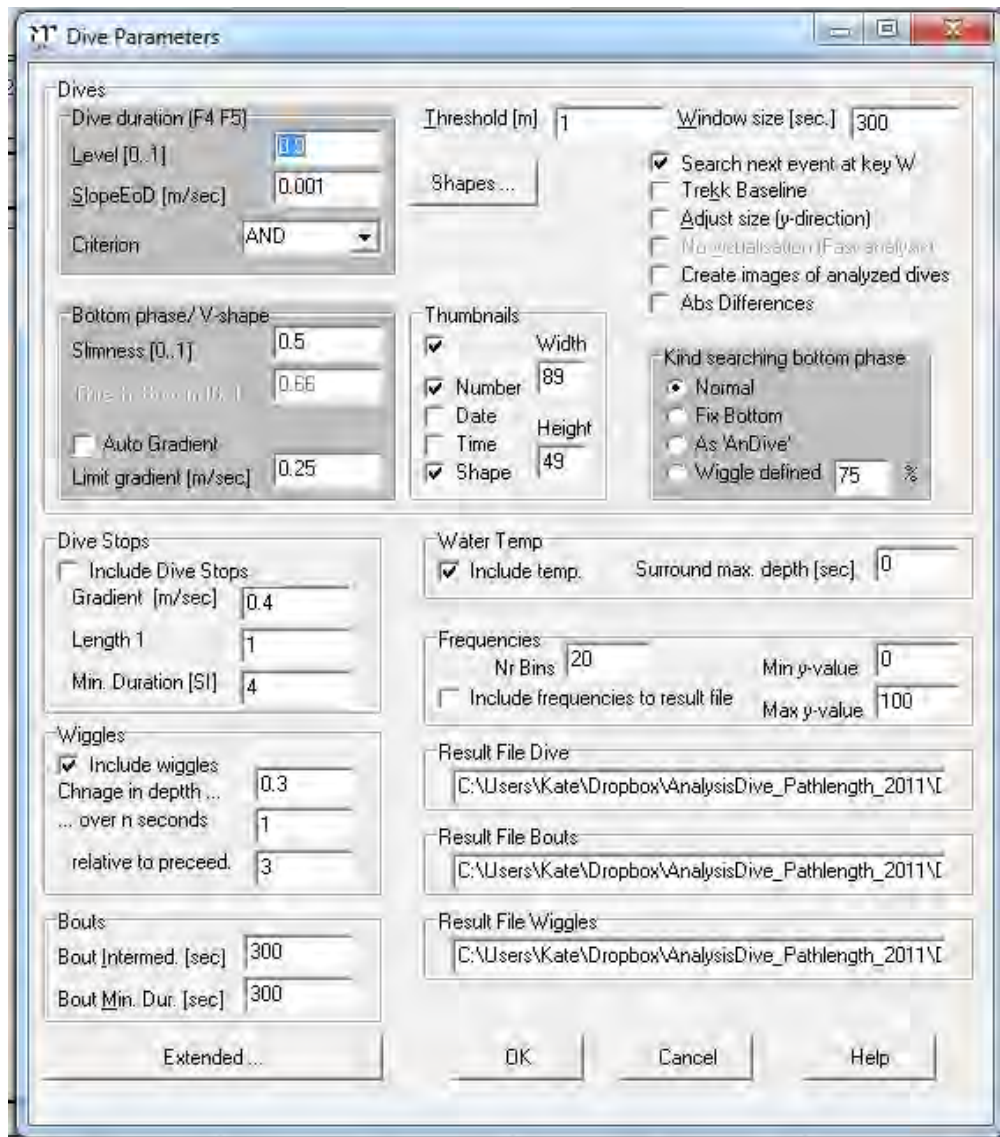 Dive Parameters
Dives
Dive duration (F4 F5)
Level [0..1]
SlopeEoD [m/sec] 0.001
Criterion AND
Threshold [m] 1
Shapes ...
Window size [sec.] 300
Search next event at key W
Trekk Baseline
Adjust size (y-direction)
No visualisation (Fast analyse)
Create images of analyzed dives
Abs Differences
Bottom phase/ V-shape
Slimness [0..1] 0.5
0.66
Auto Gradient
Limit gradient [m/sec] 0.25
Thumbnails
Width
89
Number
Date
Time
Shape
Height
49
Kind searching bottom phase
Normal
Fix Bottom
As 'AnDive'
Wiggle defined 75 %
Dive Stops
Include Dive Stops
Gradient [m/sec] 0.4
Length 1 1
Min. Duration [SI] 4
Water Temp
Include temp. Surround max. depth [sec] 0
Frequencies
Nr Bins 20 Min y-value 0
Include frequencies to result file Max y-value 100
Wiggles
Include wiggles
Chnage in deptth ... 0.3
... over n seconds 1
relative to preceed. 3
Result File Dive
C:\Users\Kate\Dropbox\AnalysisDive_Pathlength_2011\
Result File Bouts
C:\Users\Kate\Dropbox\AnalysisDive_Pathlength_2011\
Result File Wiggles
C:\Users\Kate\Dropbox\AnalysisDive_Pathlength_2011\
Bouts
Bout Intermed. [sec] 300
Bout Min. Dur. [sec] 300
Extended ... OK Cancel Help